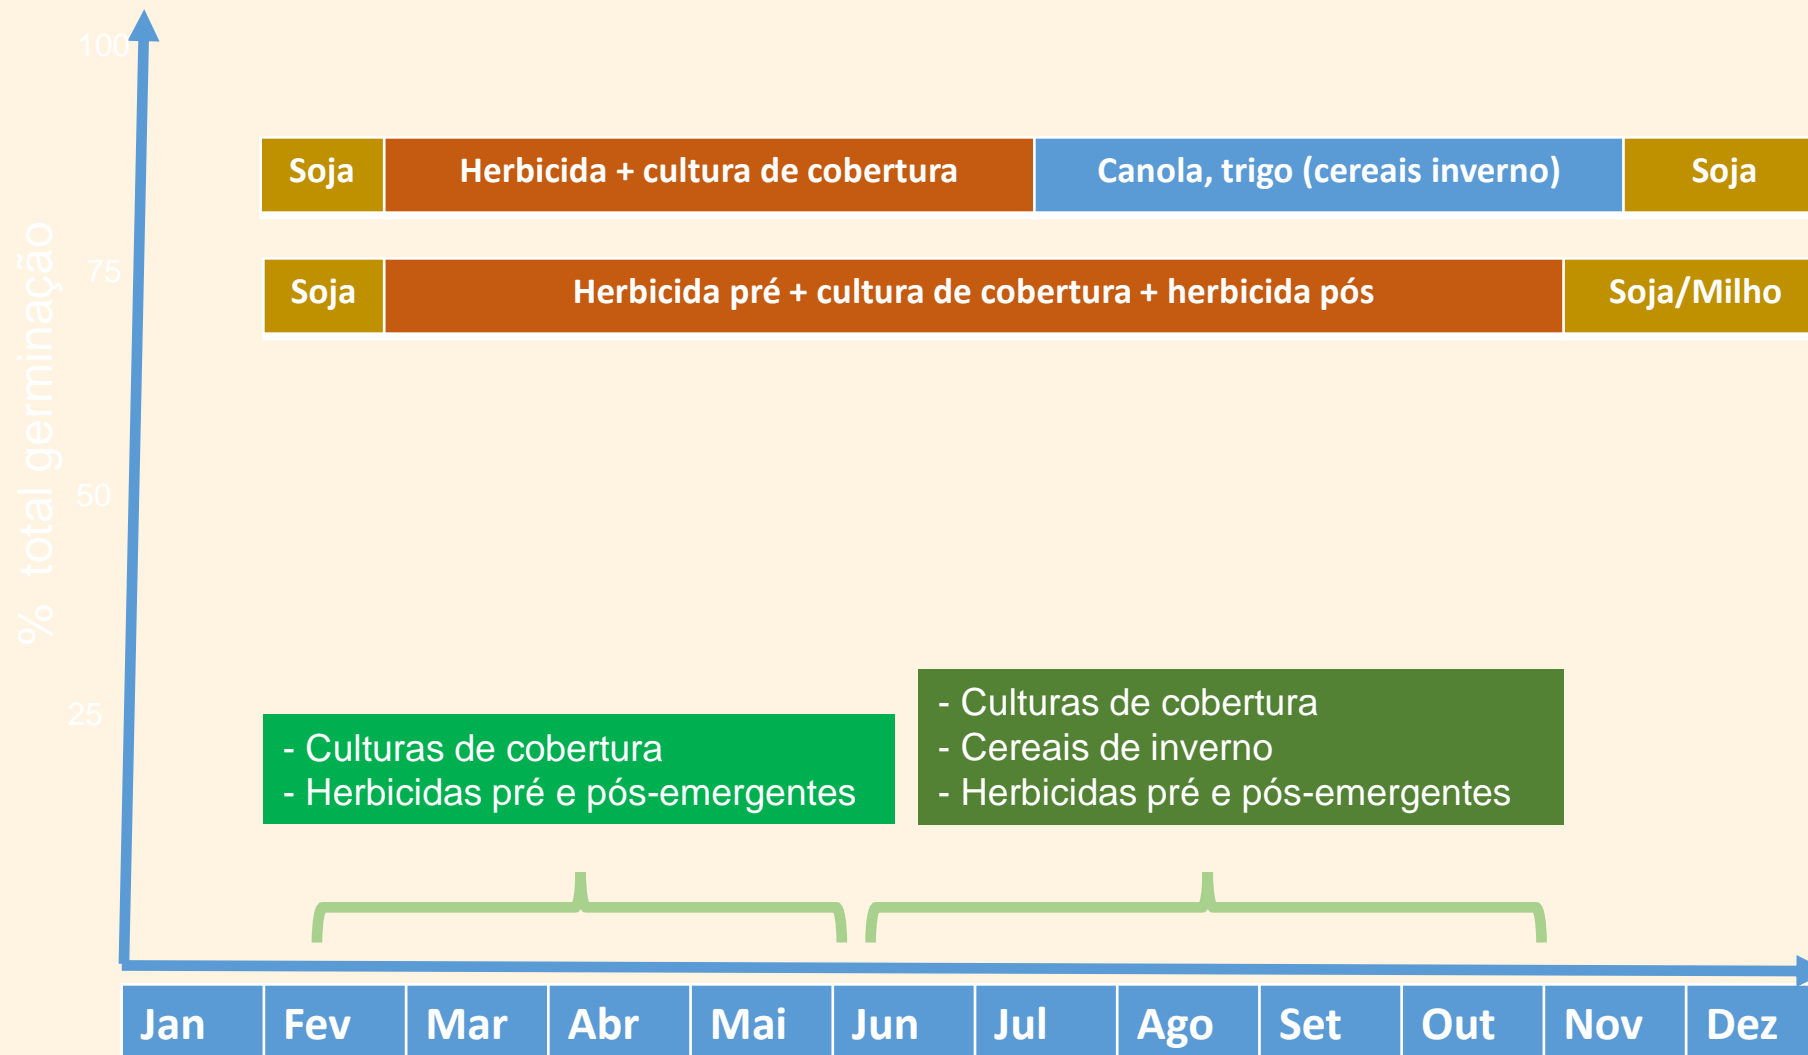 100
Soja Herbicida + cultura de cobertura Canola, trigo (cereais inverno) Soja
75
Soja Herbicida pré + cultura de cobertura + herbicida pós Soja/Milho
% total germinação
50
25
- Culturas de cobertura
- Herbicidas pré e pós-emergentes
- Culturas de cobertura
- Cereais de inverno
- Herbicidas pré e pós-emergentes
Jan Fev Mar Abr Mai Jun Jul Ago Set Out Nov Dez